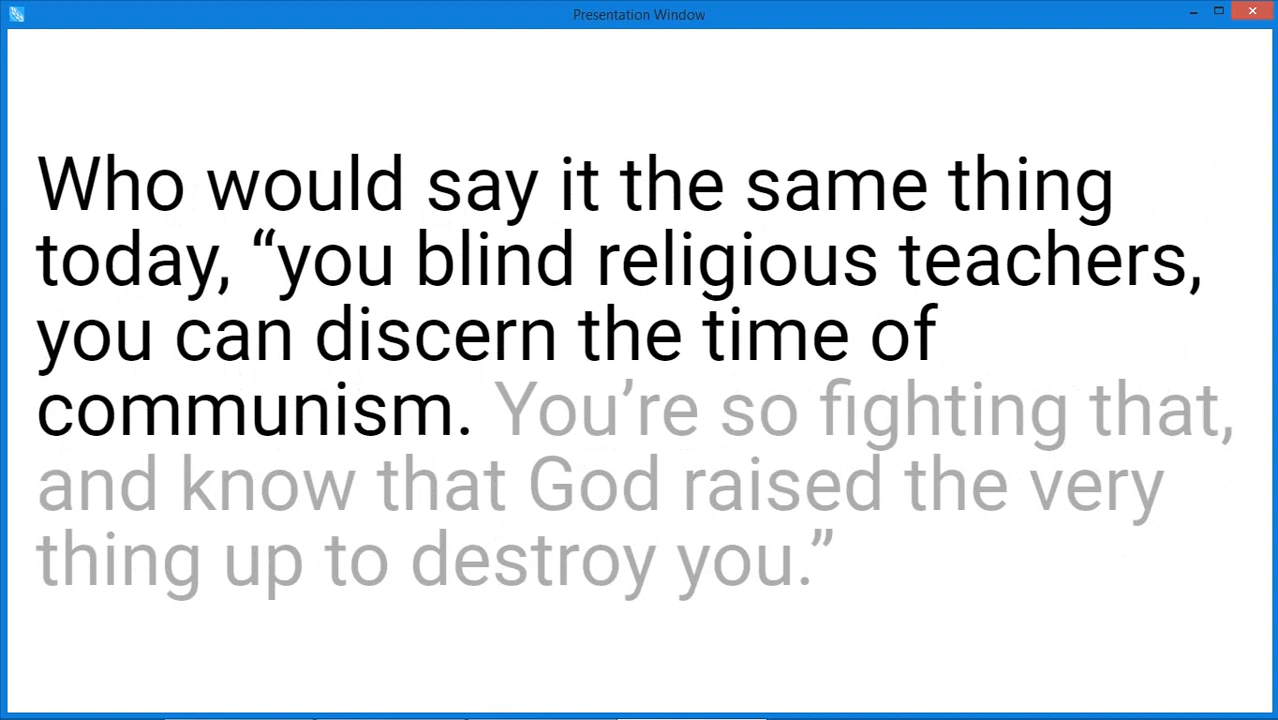 Presentation Window
Who would say it the same thing
today, “you blind religious teachers,
you can discern the time of
communism. You’re so fighting that,
and know that God raised the very
thing up to destroy you.”